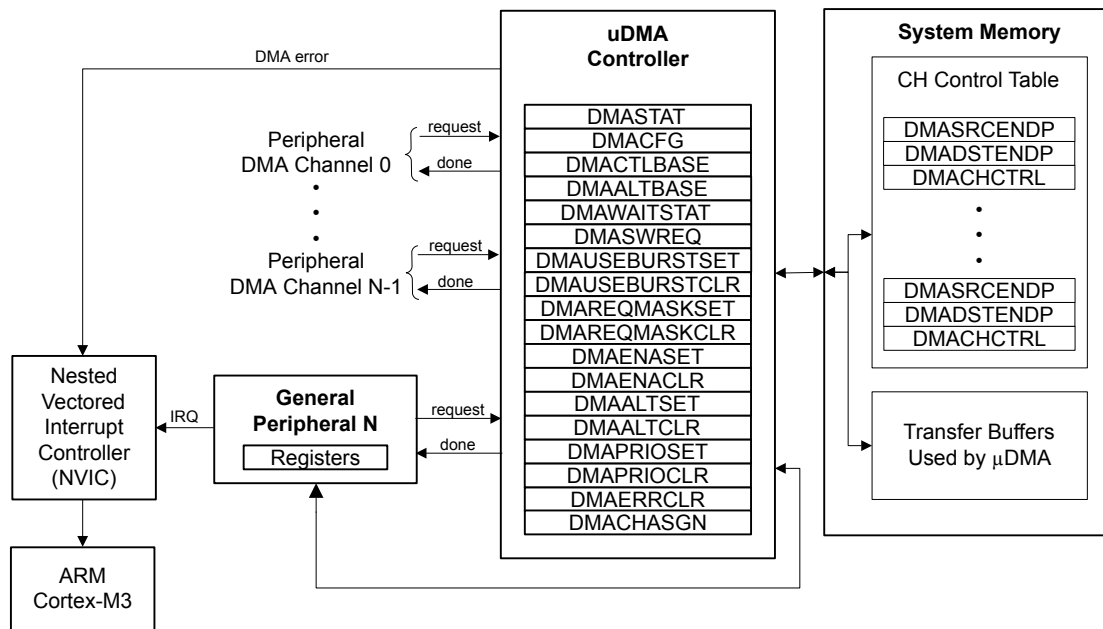 uDMA
Controller
System Memory
DMA error
CH Control Table
DMASTAT
DMACFG
DMACTLBASE
DMAALTBASE
DMAWAITSTAT
DMASWREQ
DMAUSEBURSTSET
DMAUSEBURSTCLR
DMAREQMASKSET
DMAREQMASKCLR
DMAENASET
DMAENACLR
DMAALTSET
DMAALTCLR
DMAPRIOSET
DMAPRIOCLR
DMAERRCLR
DMACHASGN
Peripheral
DMA Channel 0
request
done
•
•
•
Peripheral
DMA Channel N-1
request
done
DMASRCENDP
DMADSTENDP
DMACHCTRL
•
•
•
DMASRCENDP
DMADSTENDP
DMACHCTRL
Nested
Vectored
Interrupt
Controller
(NVIC)
IRQ
General
Peripheral N
Registers
request
done
Transfer Buffers
Used by μDMA
ARM
Cortex-M3